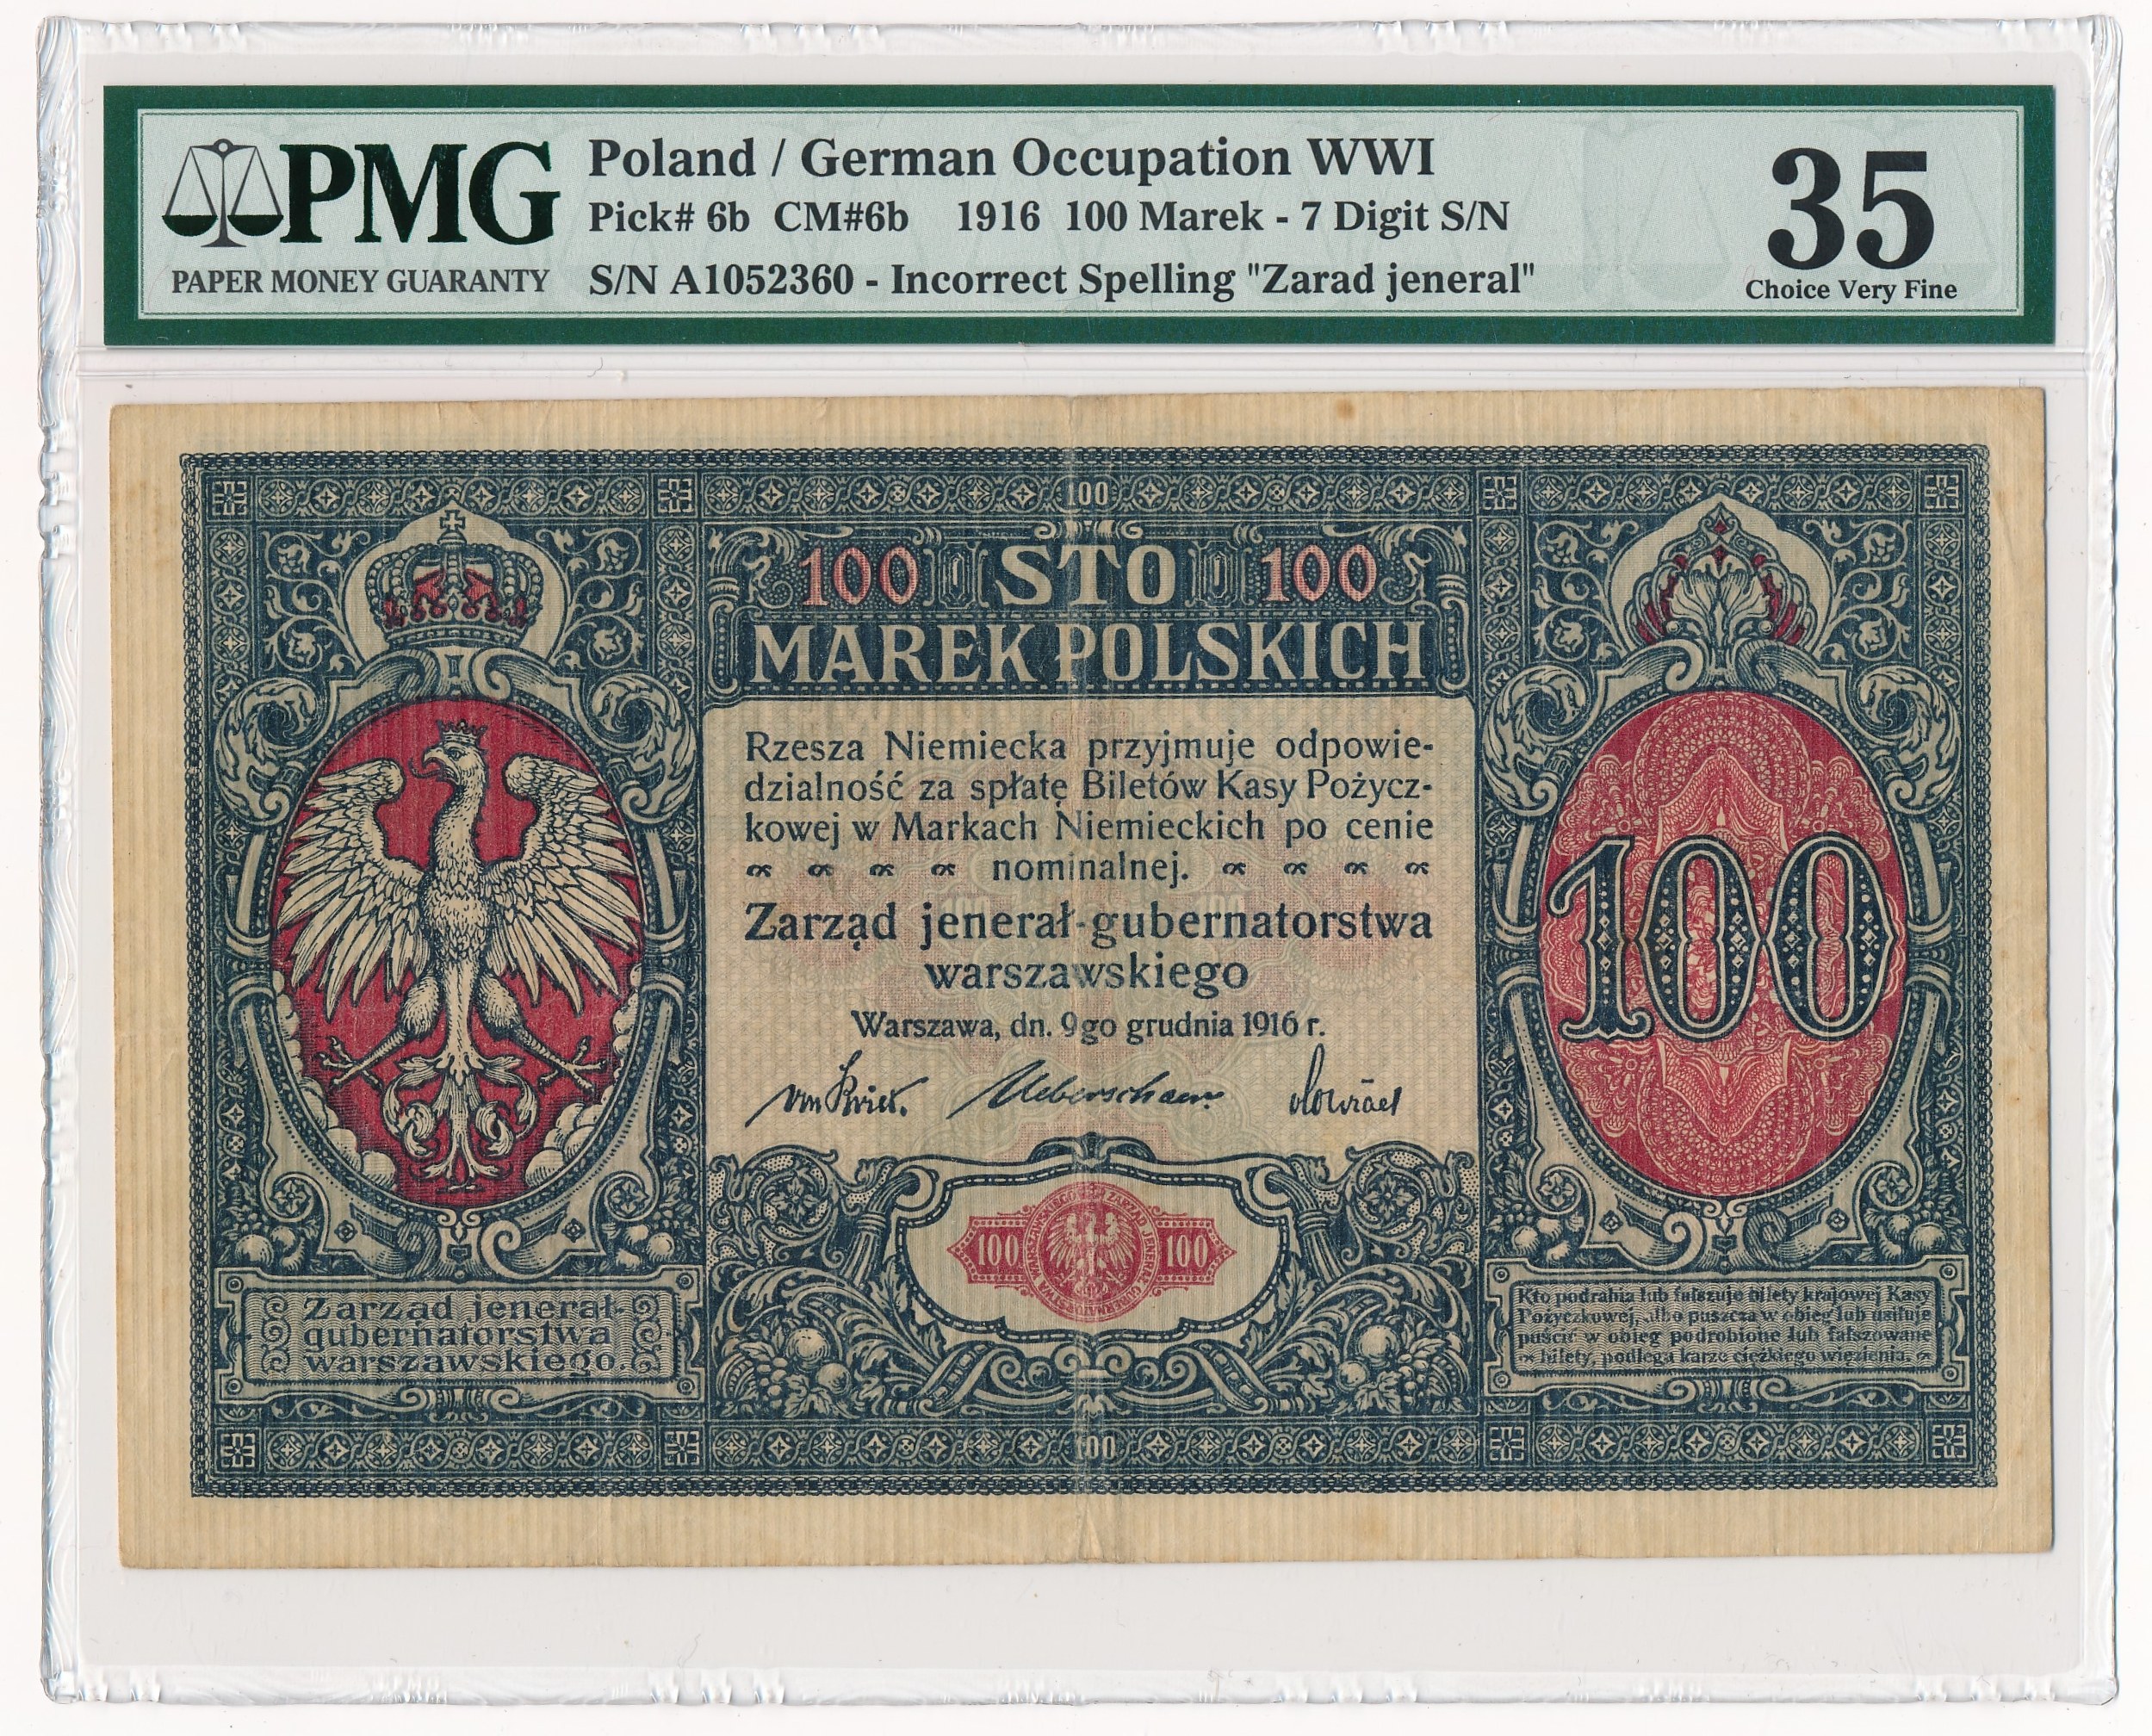 PMG
PAPER MONEY GUARANTY
Poland / German Occupation WWI
Pick# 6b CM#6b 1916 100 Marek - 7 Digit S/N
S/N A1052360 - Incorrect Spelling "Zarad jeneral"
35
Choice Very Fine
100
100 STO 100
MAREK POLSKICH
Rzesza Niemiecka przyjmuje odpowie-
dzialność za spłatę Biletów Kasy Pożycz-
kowej w Markach Niemieckich po cenie
nominalnej.
Zarząd jenerał-gubernatorstwa
warszawskiego
Warszawa, dn. 9go grudnia 1916 r.
100
100 100
ZARZĄD JENERAŁ GUBERNATORSTWA WARSZAWSKIEGO
Zarząd jenerał-
gubernatorstwa
warszawskiego.
Kto podrabia lub fałszuje bilety krajowej Kasy
Pożyczkowej, albo puszcza w obieg lub usiłuje
puścić w obieg podrobione lub fałszowane
bilety, podlega karze ciężkiego więzienia.
100